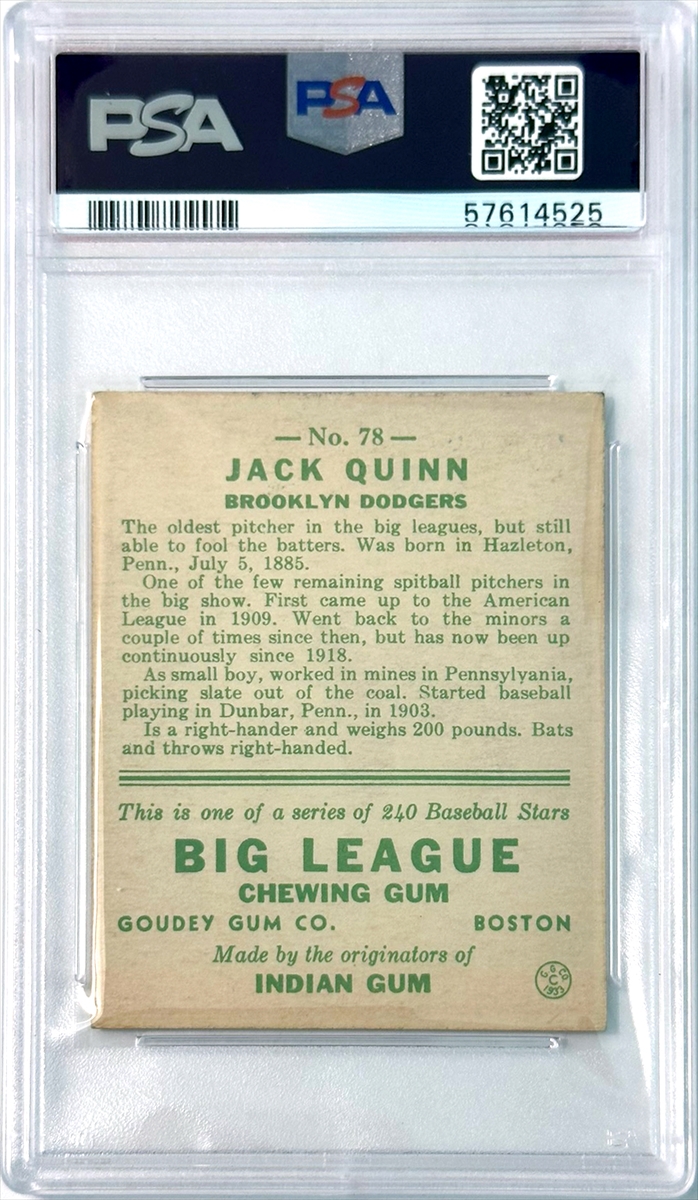 PSA
PSA
57614525
— No. 78 —
JACK QUINN
BROOKLYN DODGERS
The oldest pitcher in the big leagues, but still
able to fool the batters. Was born in Hazleton,
Penn., July 5, 1885.
One of the few remaining spitball pitchers in
the big show. First came up to the American
League in 1909. Went back to the minors a
couple of times since then, but has now been up
continuously since 1918.
As small boy, worked in mines in Pennsylvania,
picking slate out of the coal. Started baseball
playing in Dunbar, Penn., in 1903.
Is a right-hander and weighs 200 pounds. Bats
and throws right-handed.
This is one of a series of 240 Baseball Stars
BIG LEAGUE
CHEWING GUM
GOUDEY GUM CO. BOSTON
Made by the originators of
INDIAN GUM
G G CO
C
1933